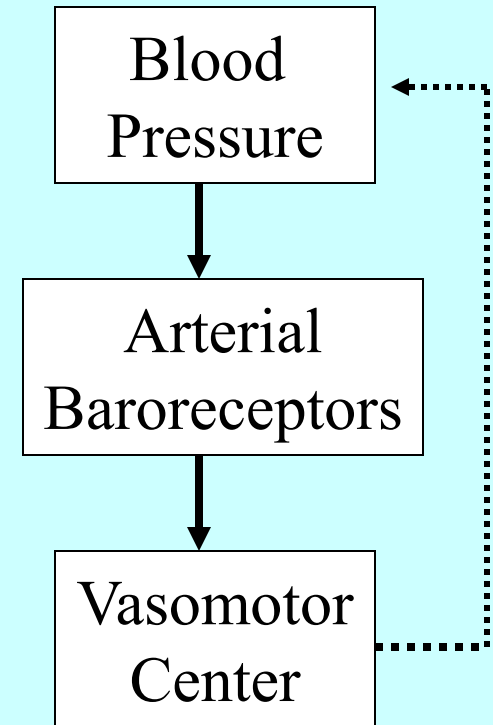 Blood
Pressure
Arterial
Baroreceptors
Vasomotor
Center